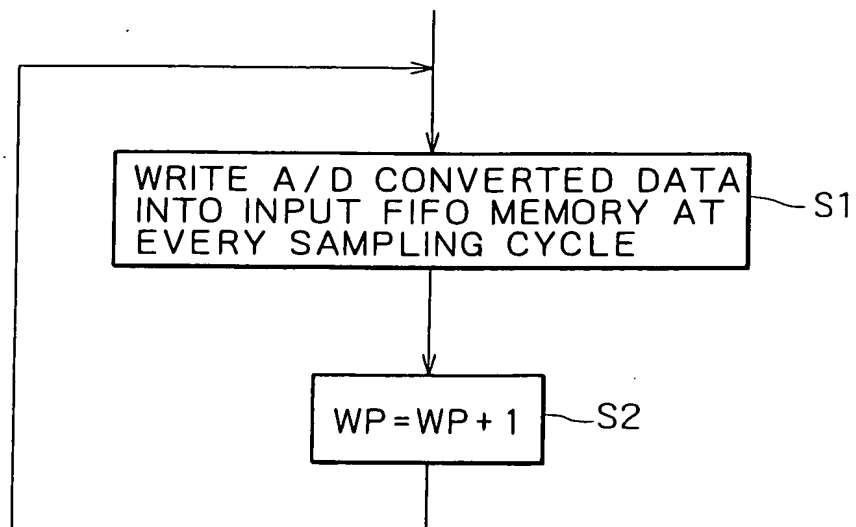 WRITE A/D CONVERTED DATA
INTO INPUT FIFO MEMORY AT
EVERY SAMPLING CYCLE
S1
WP=WP+1
S2